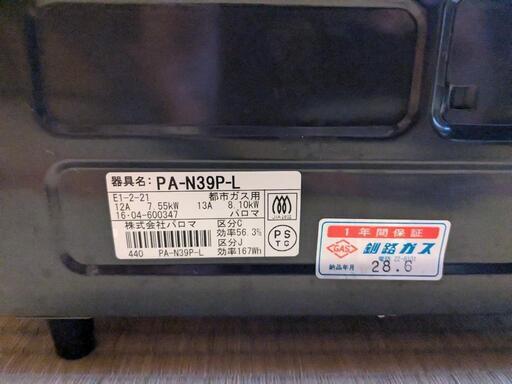 器具名: PA-N39P-L
E1-2-21 都市ガス用
12A 7.55kW 13A 8.10kW
16.04-600347 パロマ
株式会社パロマ 区分C
効率56.3%
区分J
440 PA-N39P-L 効率167Wh
PS
TG
1年間保証
GAS 釧路ガス
納品年月 28.6